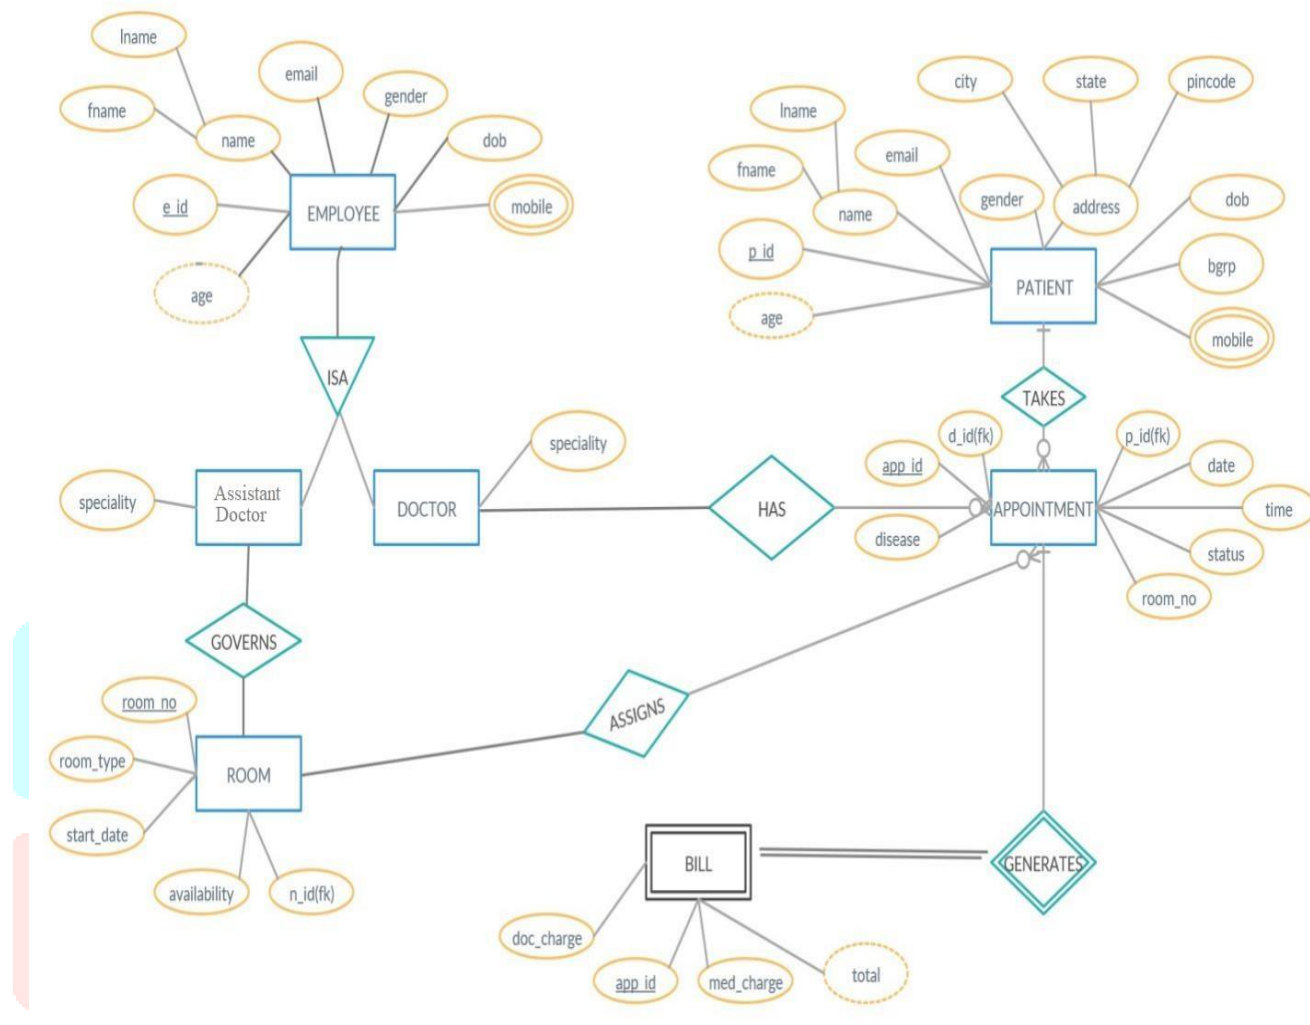 lname
email
gender
fname
name
dob
e_id
EMPLOYEE
mobile
age
city
state
pincode
lname
email
fname
gender
address
dob
name
p_id
PATIENT
bgrp
age
mobile
ISA
TAKES
speciality
d_id(fk)
p_id(fk)
speciality
Assistant
Doctor
DOCTOR
HAS
app_id
date
APPOINTMENT
time
disease
status
room_no
GOVERNS
room_no
ASSIGNS
room_type
ROOM
start_date
availability
n_id(fk)
BILL
GENERATES
doc_charge
app_id
med_charge
total